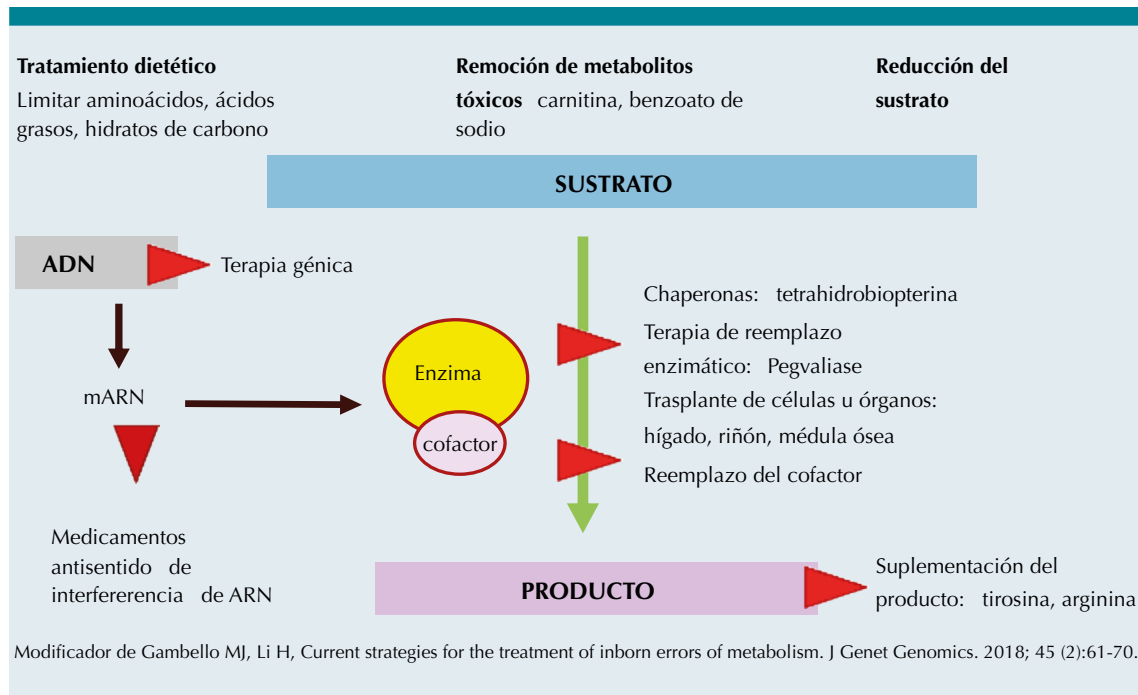 Tratamiento dietético
Limitar aminoácidos, ácidos
grasos, hidratos de carbono
Remoción de metabolitos
tóxicos carnitina, benzoato de
sodio
Reducción del
sustrato
SUSTRATO
ADN
Terapia génica
mARN
Medicamentos
antisentido de
interfererencia de ARN
Enzima
cofactor
Chaperonas: tetrahidrobiopterina
Terapia de reemplazo
enzimático: Pegvaliase
Trasplante de células u órganos:
hígado, riñón, médula ósea
Reemplazo del cofactor
PRODUCTO
Suplementación del
producto: tirosina, arginina
Modificador de Gambello MJ, Li H, Current strategies for the treatment of inborn errors of metabolism. J Genet Genomics. 2018; 45 (2):61-70.